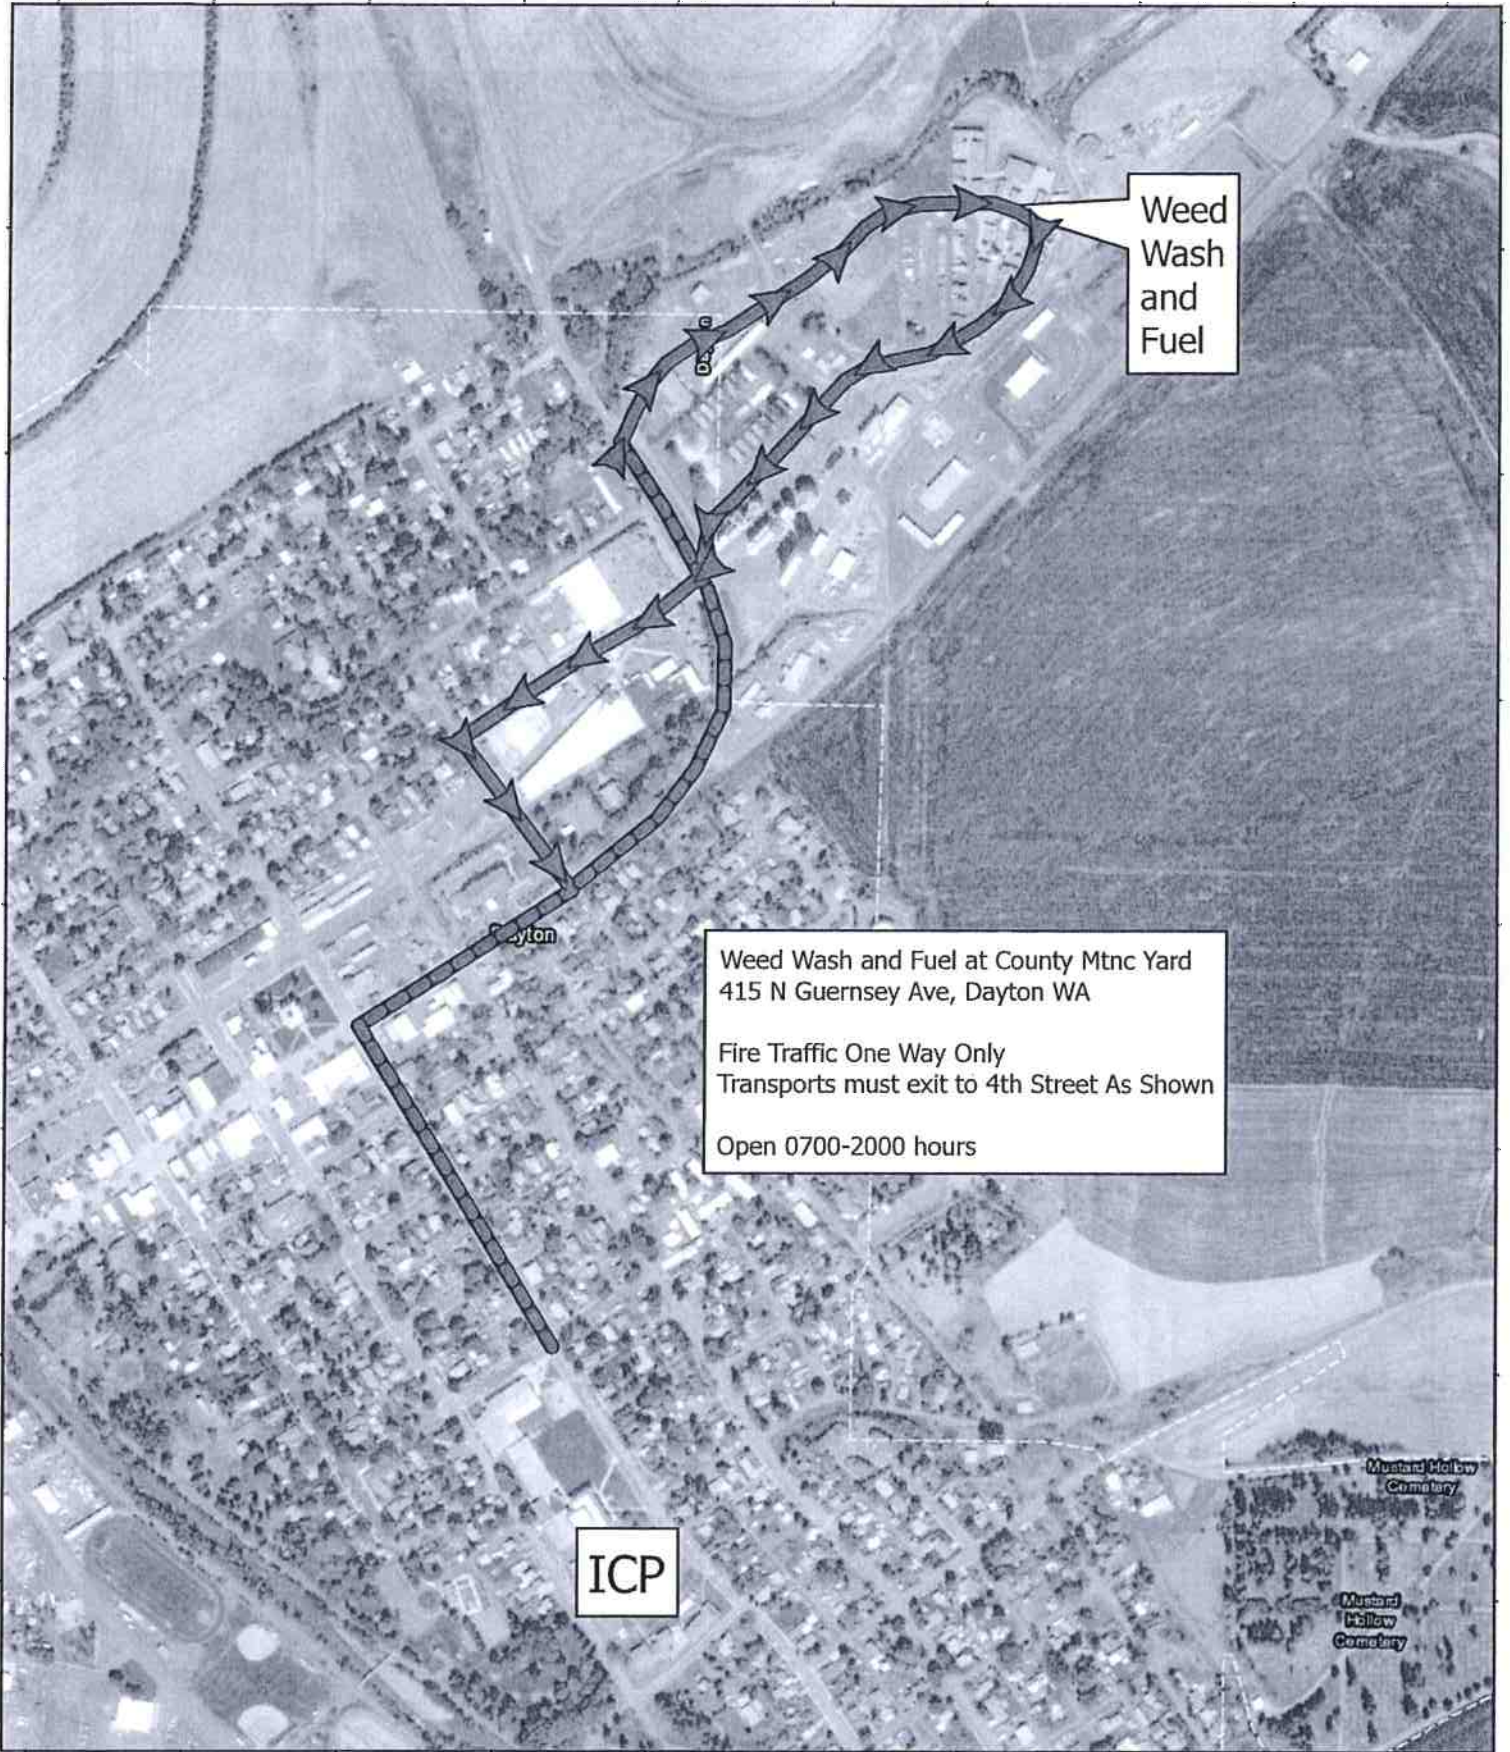 Weed
Wash
and
Fuel
Weed Wash and Fuel at County Mtnc Yard
415 N Guernsey Ave, Dayton WA
Fire Traffic One Way Only
Transports must exit to 4th Street As Shown
Open 0700-2000 hours
Mustard Hollow
Cemetery
ICP
Mustard
Hollow
Cemetery